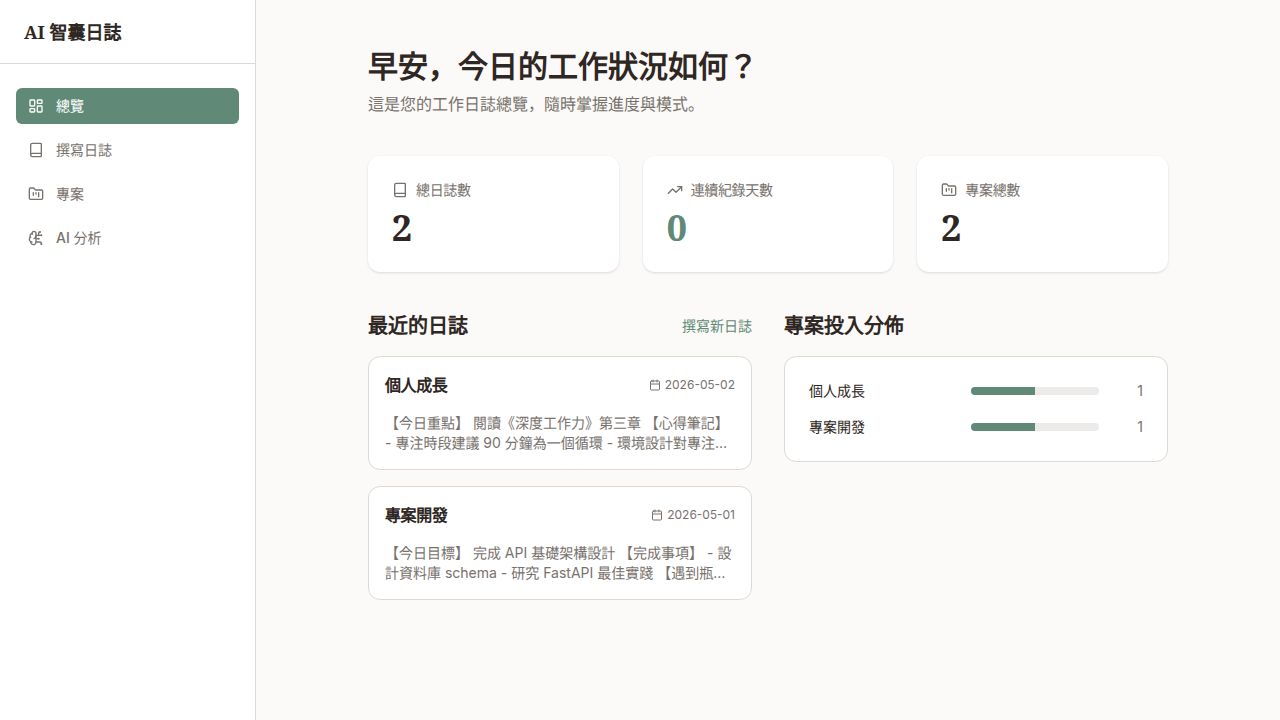 AI 智囊日誌
總覽
撰寫日誌
專案
AI 分析
早安，今日的工作狀況如何？
這是您的工作日誌總覽，隨時掌握進度與模式。
總日誌數
2
連續紀錄天數
0
專案總數
2
最近的日誌
撰寫新日誌
個人成長
2026-05-02
【今日重點】 閱讀《深度工作力》第三章 【心得筆記】
- 專注時段建議 90 分鐘為一個循環 - 環境設計對專注...
專案開發
2026-05-01
【今日目標】 完成 API 基礎架構設計 【完成事項】 - 設
計資料庫 schema - 研究 FastAPI 最佳實踐 【遇到瓶...
專案投入分佈
個人成長
1
專案開發
1